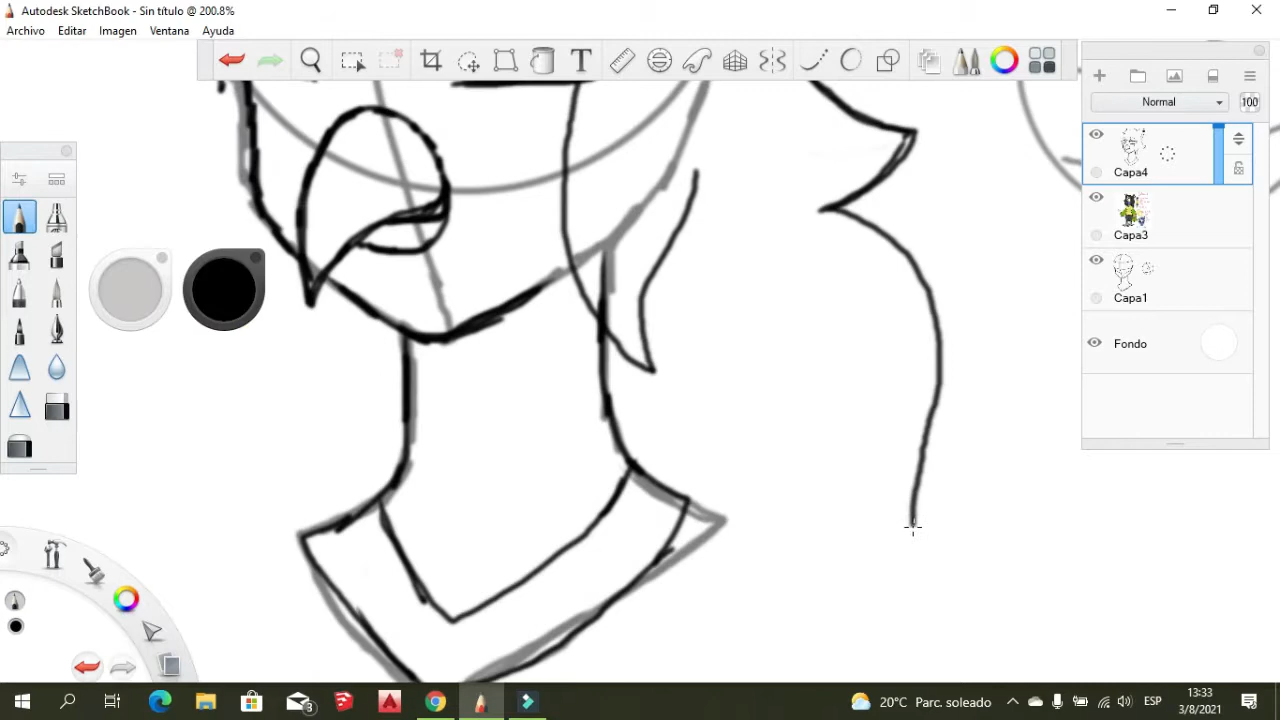 Autodesk SketchBook - Sin título @ 200.8%
Archivo Editar Imagen Ventana Ayuda
T
Normal 100
Capa4
Capa3
Capa1
Fondo
3
20°C Parc. soleado ESP
13:33
3/8/2021